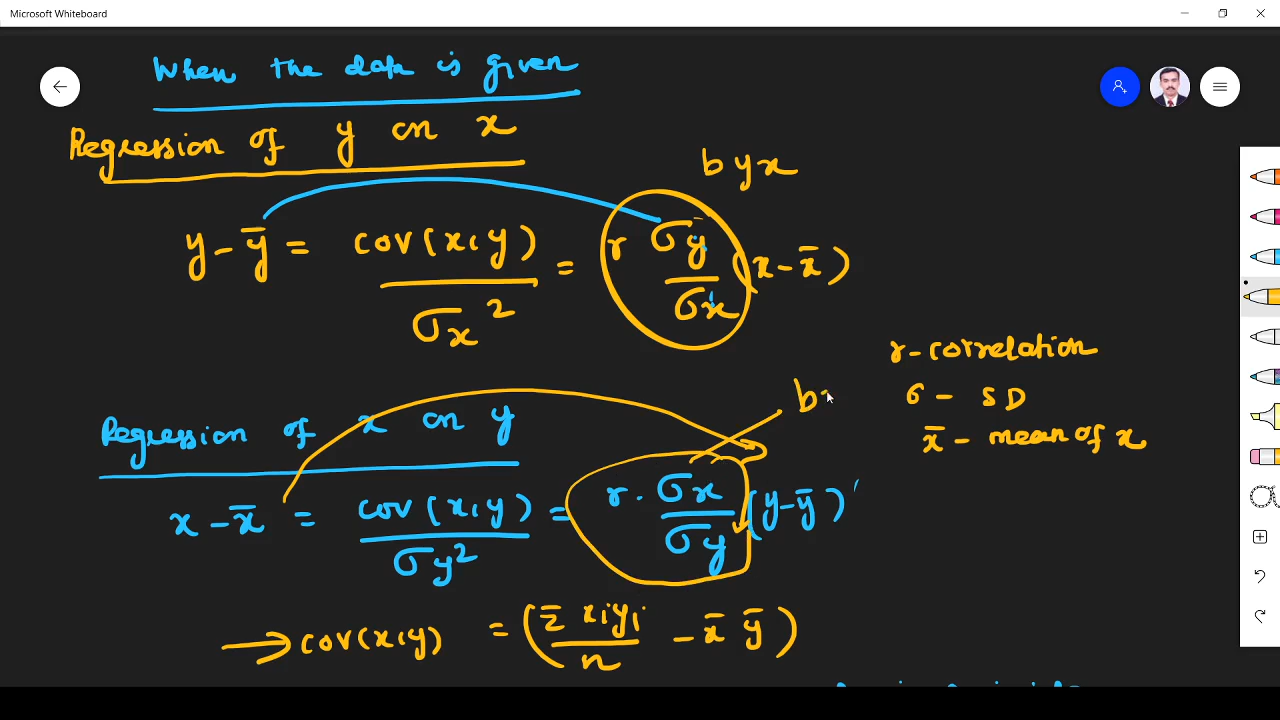 Microsoft Whiteboard
When the data is given
Regression of y on x
byx
y - ȳ = cov(x,y) / σx² = r σy / σx (x - x̄)
r - correlation
σ - SD
x̄ - mean of x
b
Regression of x on y
x - x̄ = cov(x,y) / σy² = r . σx / σy (y - ȳ)
→ cov(x,y) = (Σ xiyi / n - x̄ ȳ)